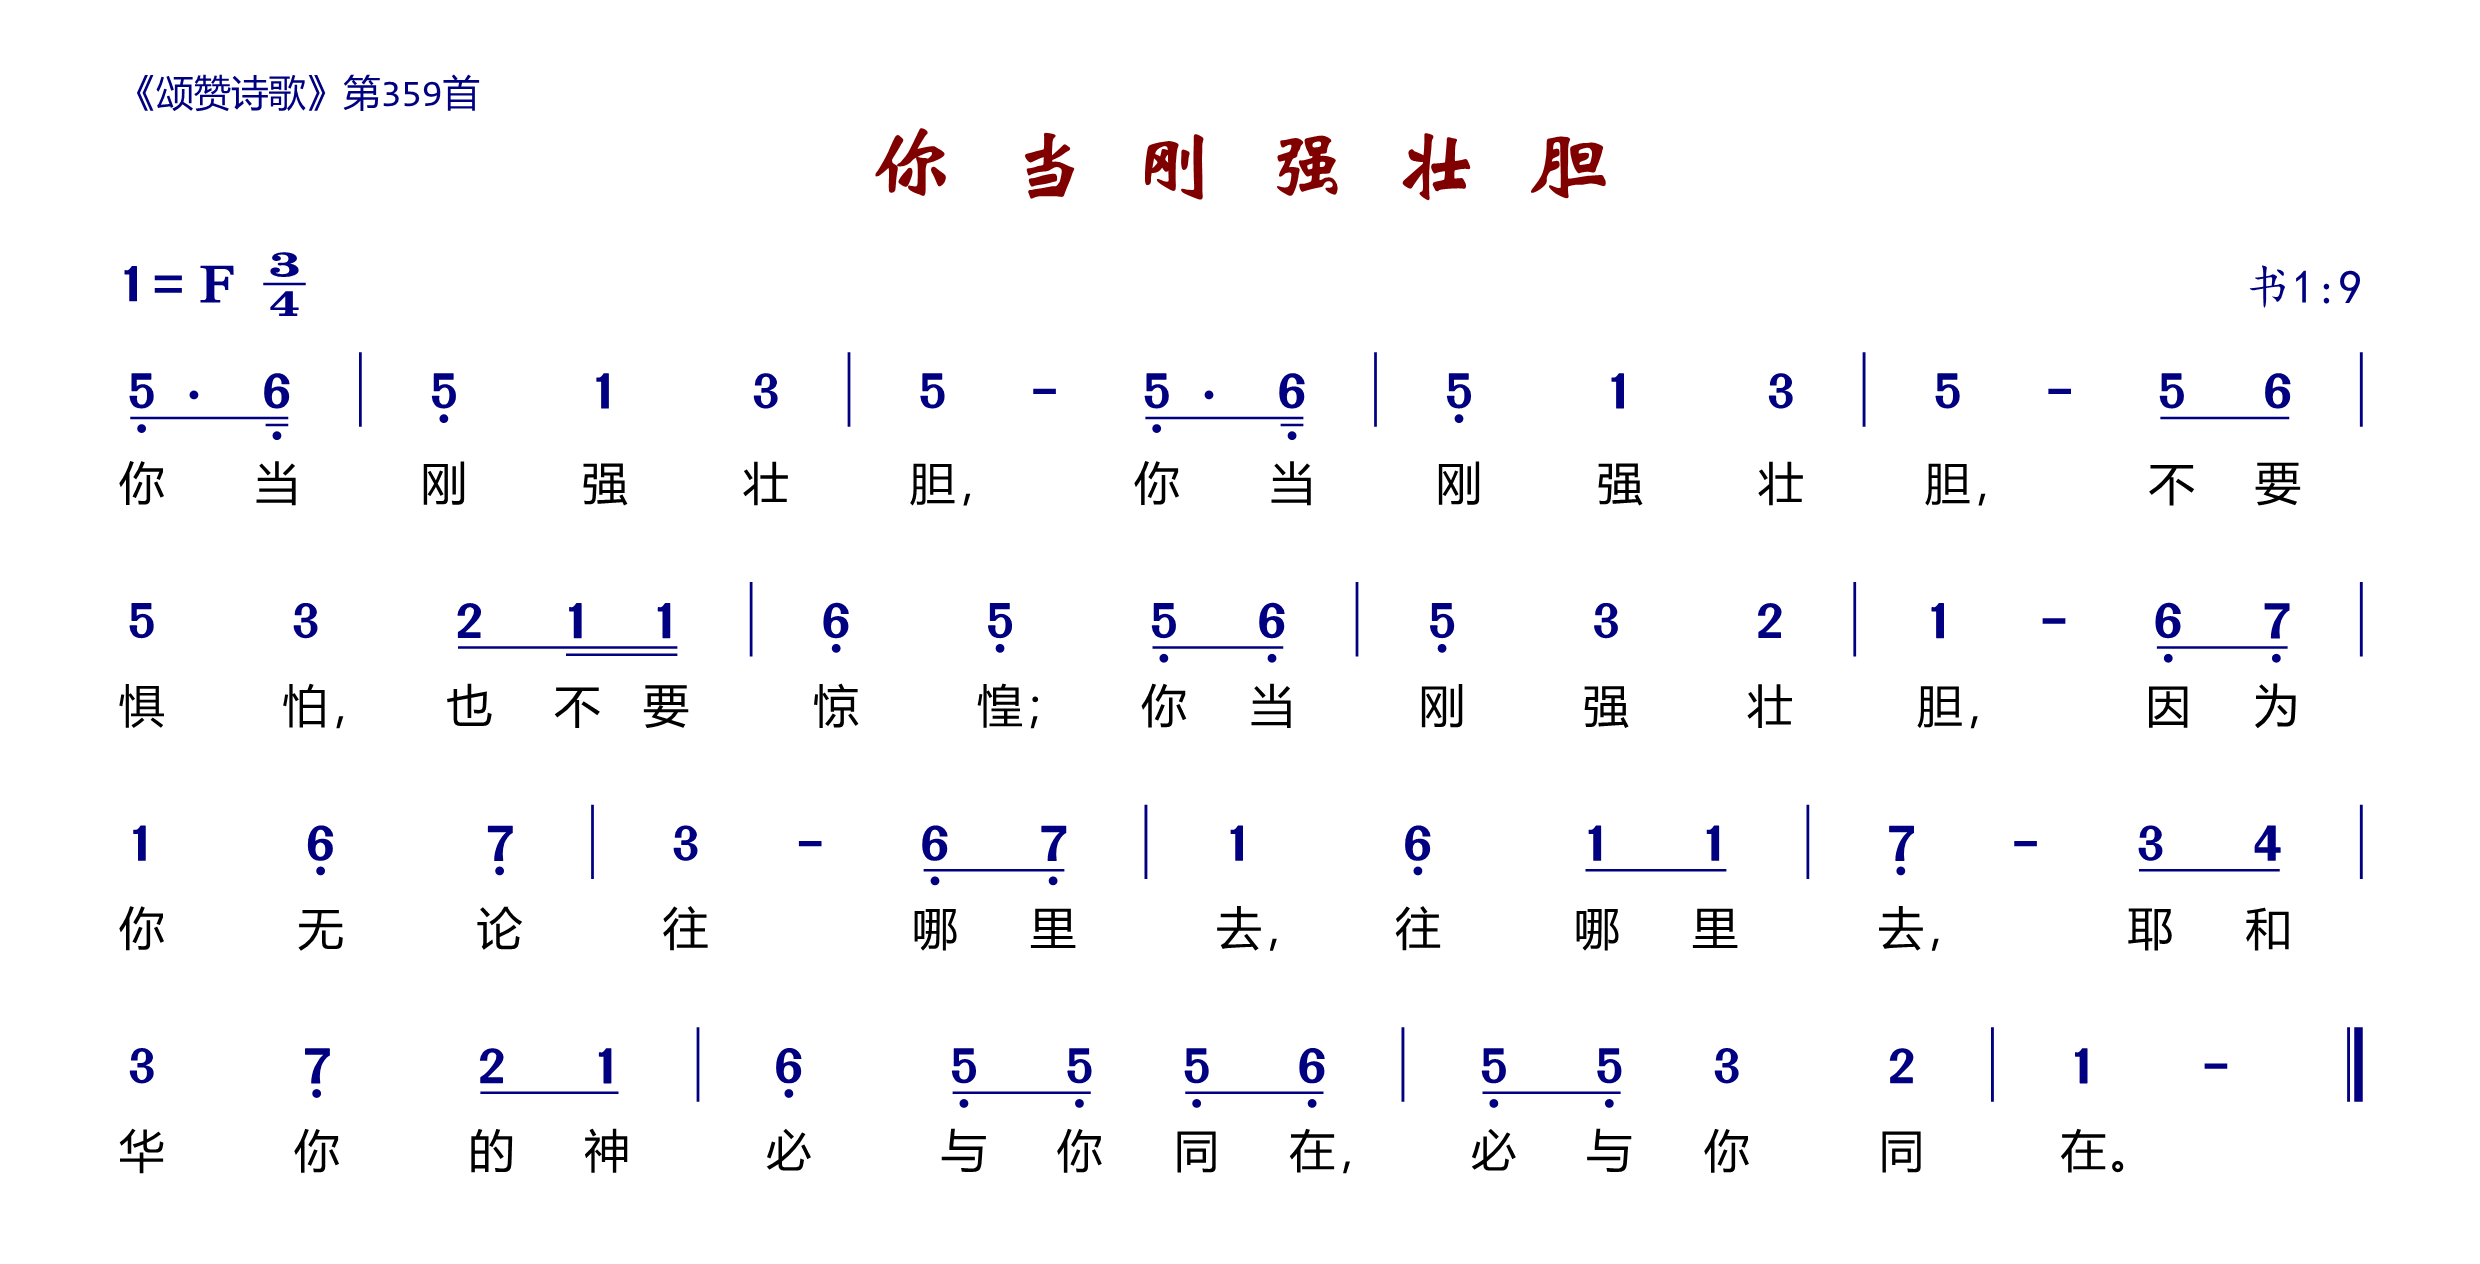 《颂赞诗歌》第359首
你当刚强壮胆
1= F 3/4
书1:9
5 · 6 | 5 1 3 | 5 - 5 · 6 | 5 1 3 | 5 - 5 6 |
你当刚强壮胆, 你当刚强壮胆, 不要
5 3 2 1 1 | 6 5 5 6 | 5 3 2 | 1 - 6 7 |
惧怕, 也不要惊惶; 你当刚强壮胆, 因为
1 6 7 | 3 - 6 7 | 1 6 1 1 | 7 - 3 4 |
你无论往哪里去, 往哪里去, 耶和
3 7 2 1 | 6 5 5 5 6 | 5 5 3 2 | 1 - ‖
华你的神必与你同在, 必与你同在。